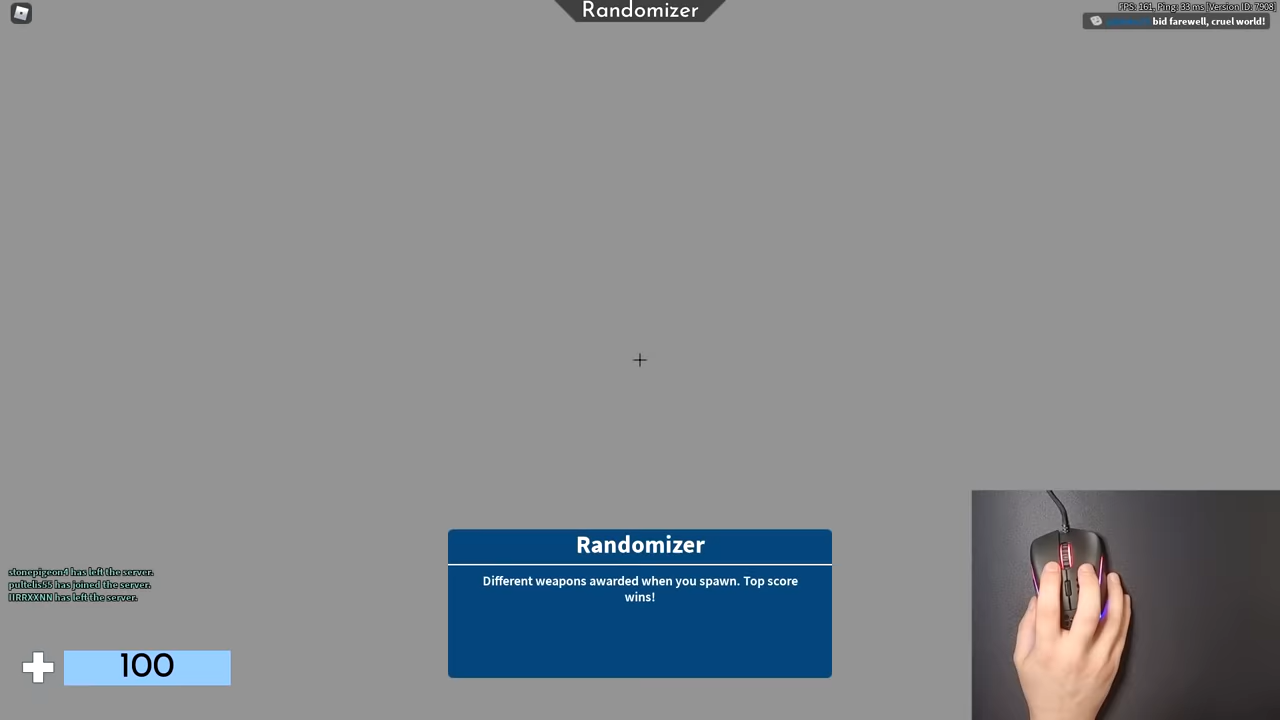 Randomizer
FPS: 161, Ping: 33 ms [Version ID: 7908]
bid farewell, cruel world!
Randomizer
Different weapons awarded when you spawn. Top score
wins!
stonepigeon4 has left the server.
pultelis55 has joined the server.
IIRRXXNN has left the server.
100